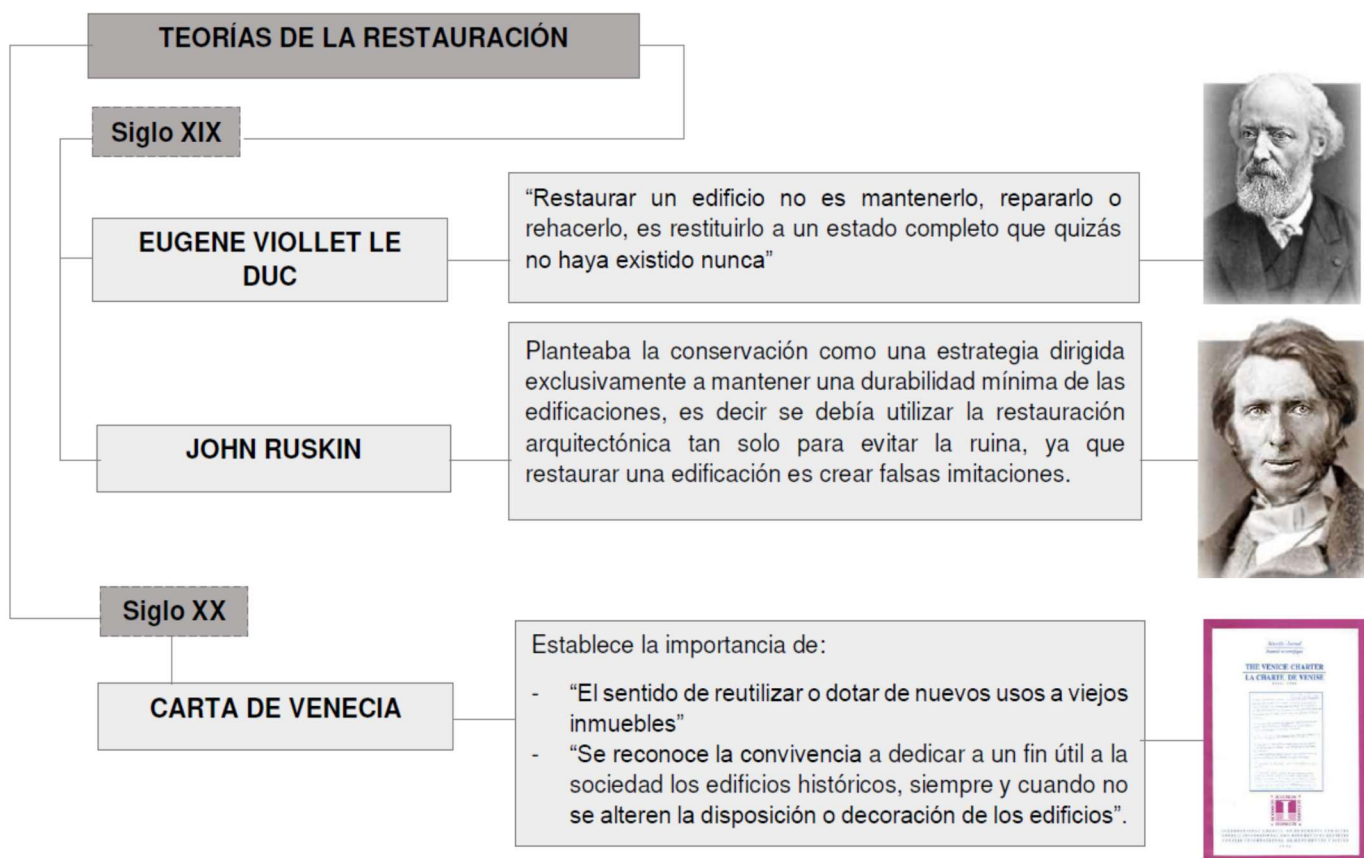 TEORÍAS DE LA RESTAURACIÓN
Siglo XIX
EUGENE VIOLLET LE
DUC
“Restaurar un edificio no es mantenerlo, repararlo o
rehacerlo, es restituirlo a un estado completo que quizás
no haya existido nunca”
JOHN RUSKIN
Planteaba la conservación como una estrategia dirigida
exclusivamente a mantener una durabilidad mínima de las
edificaciones, es decir se debía utilizar la restauración
arquitectónica tan solo para evitar la ruina, ya que
restaurar una edificación es crear falsas imitaciones.
Siglo XX
CARTA DE VENECIA
Establece la importancia de:
- “El sentido de reutilizar o dotar de nuevos usos a viejos
inmuebles”
- “Se reconoce la convivencia a dedicar a un fin útil a la
sociedad los edificios históricos, siempre y cuando no
se alteren la disposición o decoración de los edificios”.
THE VENICE CHARTER
LA CHARTE DE VENISE